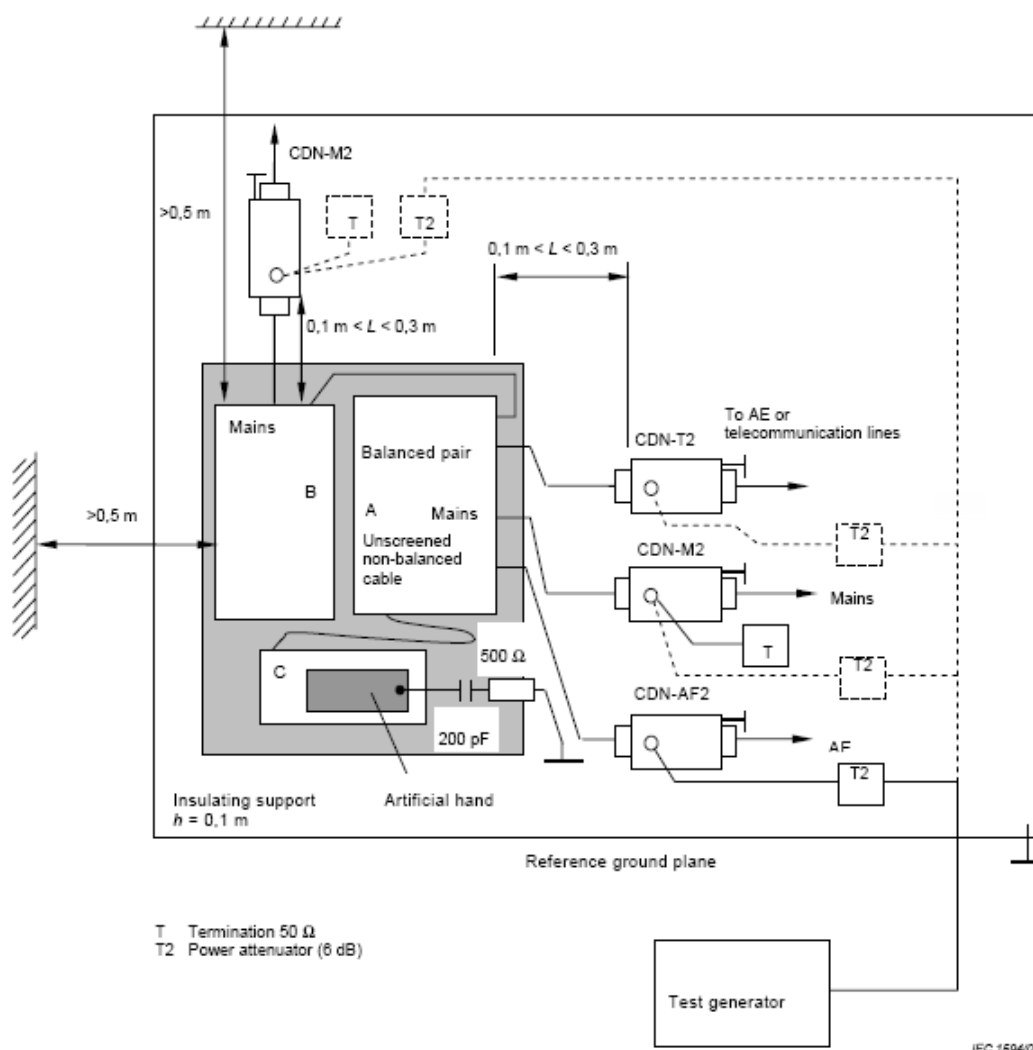 CDN-M2
>0,5 m
T
T2
0,1 m < L < 0,3 m
0,1 m < L < 0,3 m
Mains
To AE or
telecommunication lines
CDN-T2
Balanced pair
B
>0,5 m
A
Mains
T2
Unscreened
non-balanced
cable
CDN-M2
Mains
T
500 Ω
T2
C
CDN-AF2
200 pF
T2
Insulating support
h = 0,1 m
Artificial hand
Reference ground plane
T Termination 50 Ω
T2 Power attenuator (6 dB)
Test generator